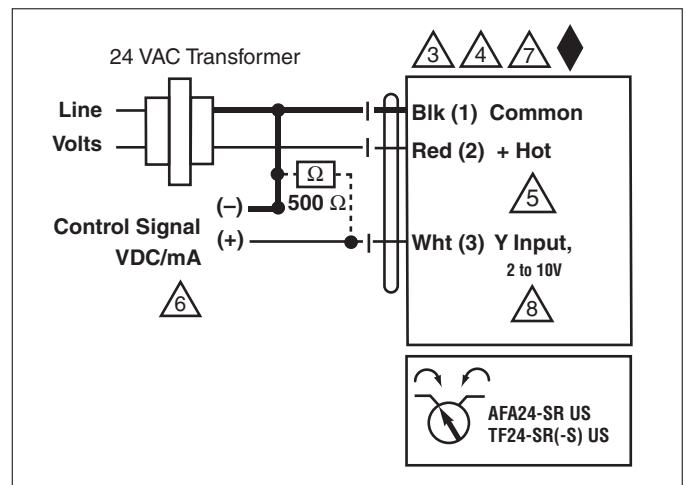 24 VAC Transformer
3 4 7
Line
Volts
Blk (1) Common
Red (2) + Hot
5
Ω
500 Ω
(–)
Control Signal (+)
VDC/mA
Wht (3) Y Input,
2 to 10V
6
8
AFA24-SR US
TF24-SR(-S) US